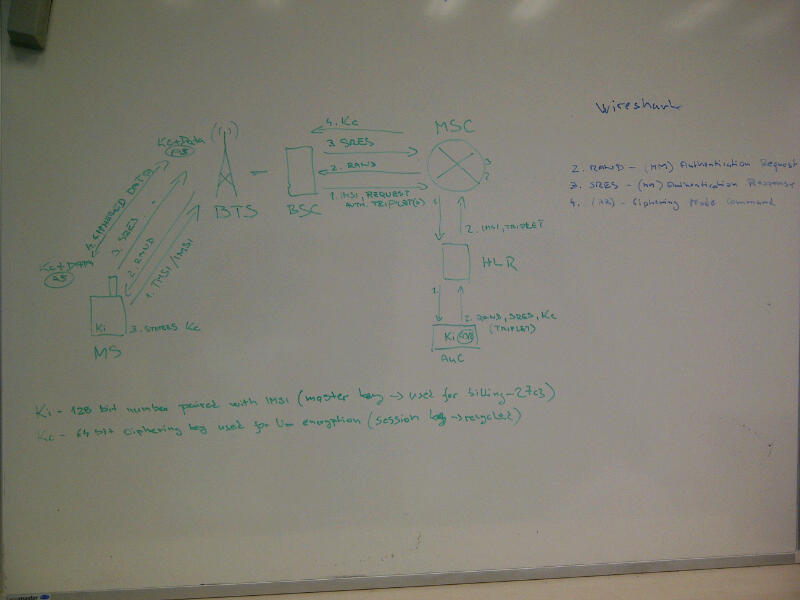 Wireshark
2. RAND - (MM) Authentication Request
3. SRES - (MM) Authentication Response
4. (RR) - Ciphering Mode Command
4. Kc
3 SRES
2. RAND
1. IMSI, REQUEST
AUTH. TRIPLET(S)
MSC
3
2
BTS
BSC
Kc+Data
A5
4. CIPHERED DATA
3. SRES
2. RAND
1. TMSI/IMSI
Kc+DATA
A5
Ki
3. STORES Kc
MS
1
2. IMSI, TRIPLET
HLR
1.
2. RAND, SRES, Kc
(TRIPLET)
Ki
AuC
Ki - 128 bit number paired with IMSI (master key → used for billing - 27c3)
Kc - 64 bit ciphering key used for Um encryption (session key → recycled)